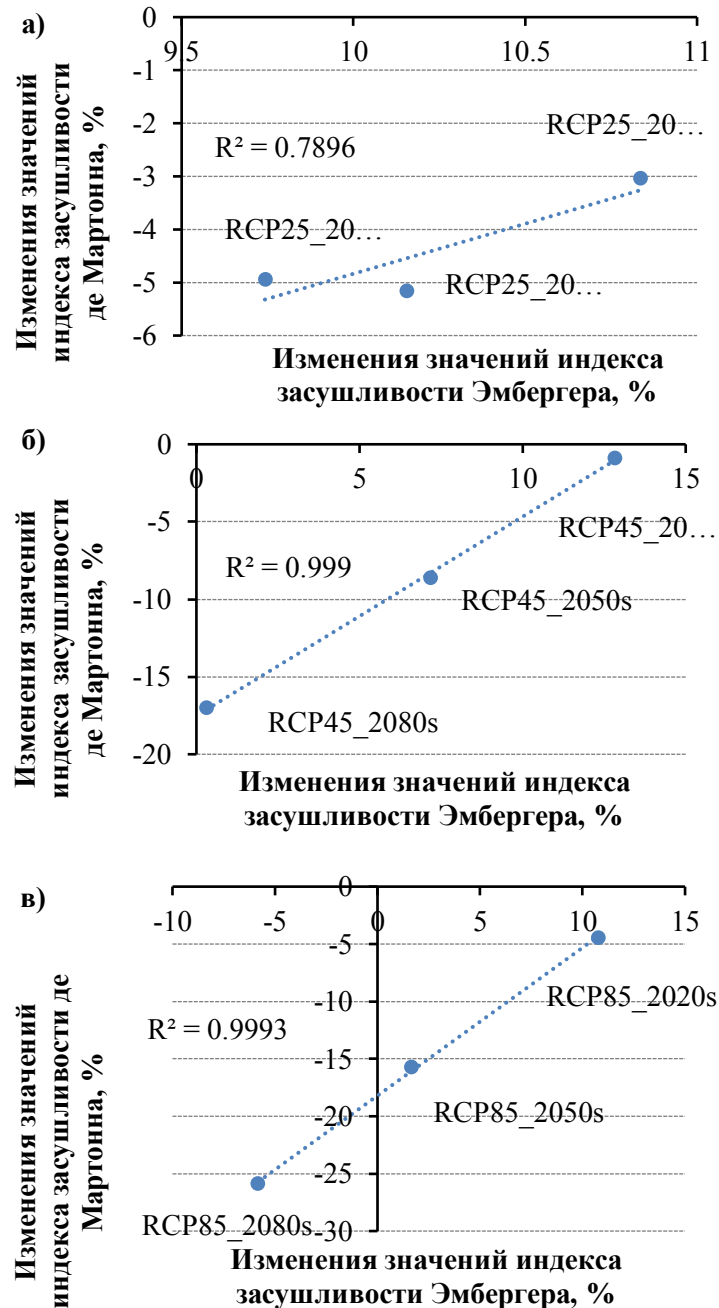 а)
0
-1
-2
-3
-4
-5
-6
9.5
10
10.5
11
R² = 0.7896
RCP25_20…
RCP25_20…
RCP25_20…
Изменения значений
индекса засушливости
де Мартонна, %
Изменения значений индекса
засушливости Эмбергера, %
б)
0
-5
-10
-15
-20
0
5
10
15
R² = 0.999
RCP45_20…
RCP45_2050s
RCP45_2080s
Изменения значений
индекса засушливости
де Мартонна, %
Изменения значений индекса
засушливости Эмбергера, %
в)
0
-5
-10
-15
-20
-25
-30
-10
-5
0
5
10
15
R² = 0.9993
RCP85_2020s
RCP85_2050s
RCP85_2080s
Изменения значений
индекса засушливости де
Мартонна, %
Изменения значений индекса
засушливости Эмбергера, %